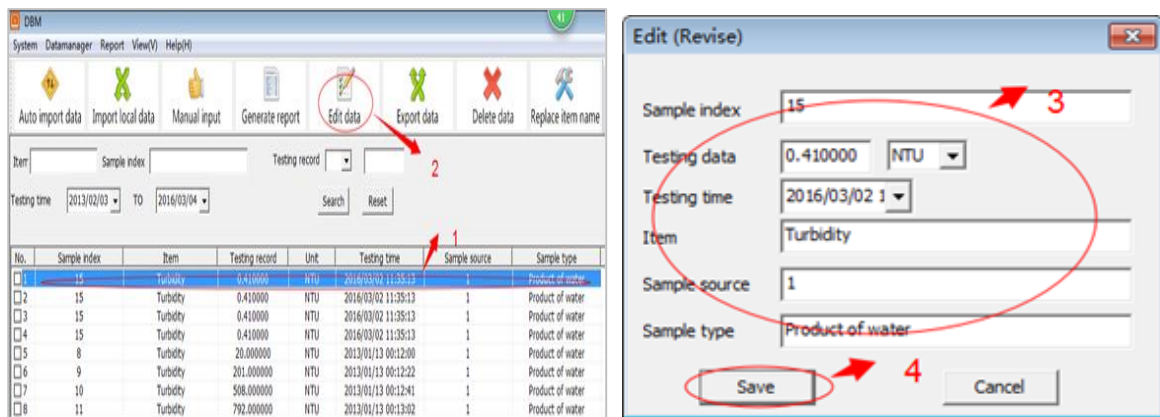 DBM
System Datamanager Report View(V) Help(H)
Auto import data Import local data Manual input Generate report Edit data Export data Delete data Replace item name
2
Item Sample index Testing record
Testing time 2013/02/03 TO 2016/03/04 Search Reset
1
No. Sample index Item Testing record Unit Testing time Sample source Sample type
1 15 Turbidity 0.410000 NTU 2016/03/02 11:35:13 1 Product of water
2 15 Turbidity 0.410000 NTU 2016/03/02 11:35:13 1 Product of water
3 15 Turbidity 0.410000 NTU 2016/03/02 11:35:13 1 Product of water
4 15 Turbidity 0.410000 NTU 2016/03/02 11:35:13 1 Product of water
5 8 Turbidity 20.000000 NTU 2013/01/13 00:12:00 1 Product of water
6 9 Turbidity 201.000000 NTU 2013/01/13 00:12:22 1 Product of water
7 10 Turbidity 508.000000 NTU 2013/01/13 00:12:41 1 Product of water
8 11 Turbidity 792.000000 NTU 2013/01/13 00:13:02 1 Product of water
Edit (Revise)
3
Sample index 15
Testing data 0.410000 NTU
Testing time 2016/03/02 1
Item Turbidity
Sample source 1
Sample type Product of water
4
Save Cancel